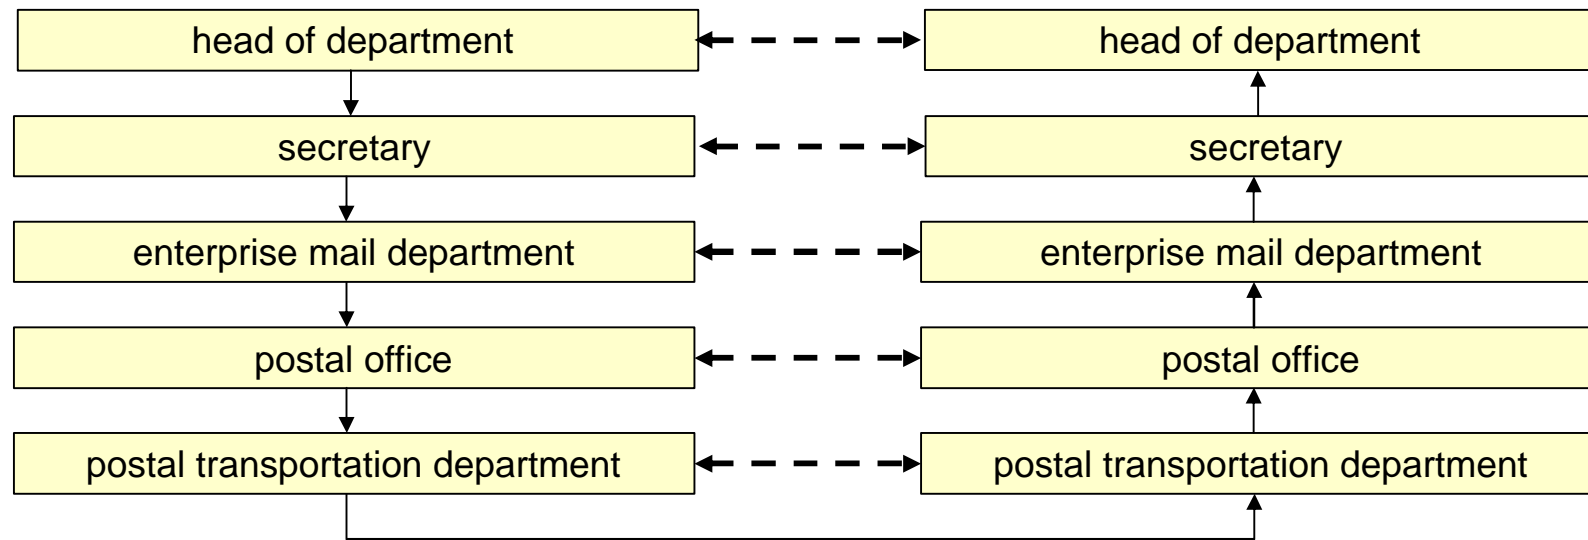 head of department
head of department
secretary
secretary
enterprise mail department
enterprise mail department
postal office
postal office
postal transportation department
postal transportation department